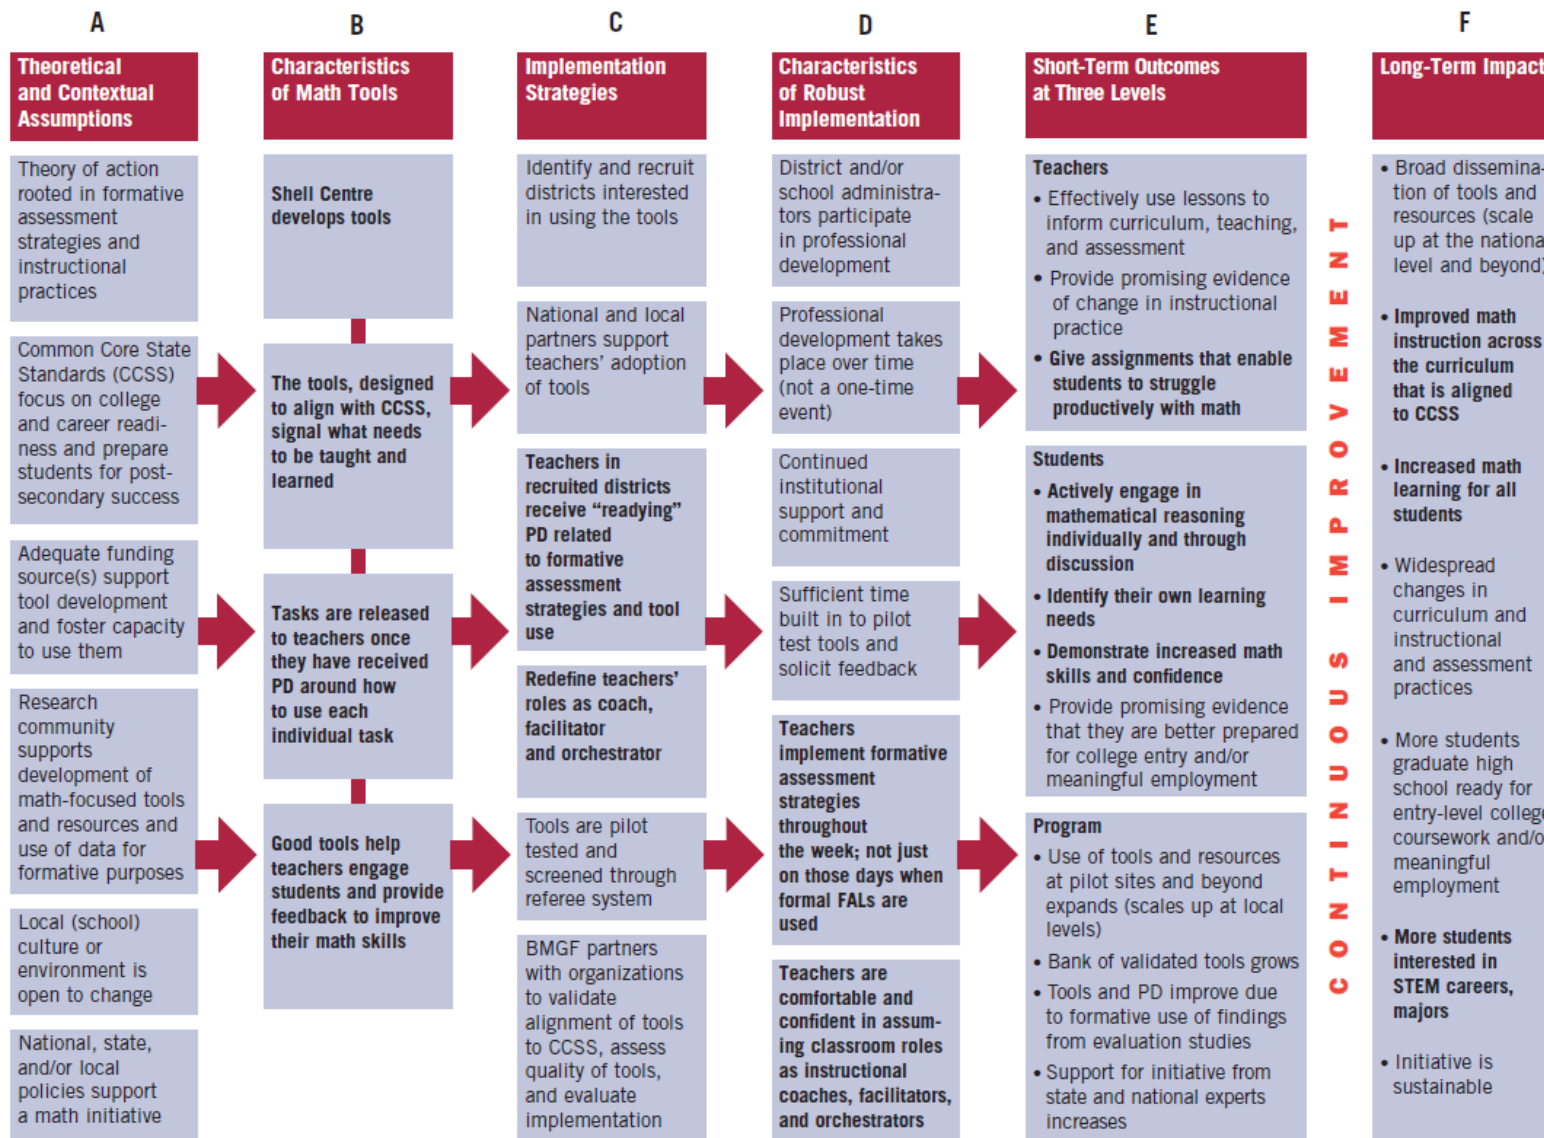 A
Theoretical
and Contextual
Assumptions
Theory of action
rooted in formative
assessment
strategies and
instructional
practices
Common Core State
Standards (CCSS)
focus on college
and career readi-
ness and prepare
students for post-
secondary success
Adequate funding
source(s) support
tool development
and foster capacity
to use them
Research
community
supports
development of
math-focused tools
and resources and
use of data for
formative purposes
Local (school)
culture or
environment is
open to change
National, state,
and/or local
policies support
a math initiative
B
Characteristics
of Math Tools
Shell Centre
develops tools
The tools, designed
to align with CCSS,
signal what needs
to be taught and
learned
Tasks are released
to teachers once
they have received
PD around how
to use each
individual task
Good tools help
teachers engage
students and provide
feedback to improve
their math skills
C
Implementation
Strategies
Identify and recruit
districts interested
in using the tools
National and local
partners support
teachers’ adoption
of tools
Teachers in
recruited districts
receive “readying”
PD related
to formative
assessment
strategies and tool
use
Redefine teachers’
roles as coach,
facilitator
and orchestrator
Tools are pilot
tested and
screened through
referee system
BMGF partners
with organizations
to validate
alignment of tools
to CCSS, assess
quality of tools,
and evaluate
implementation
D
Characteristics
of Robust
Implementation
District and/or
school administra-
tors participate
in professional
development
Professional
development takes
place over time
(not a one-time
event)
Continued
institutional
support and
commitment
Sufficient time
built in to pilot
test tools and
solicit feedback
Teachers
implement formative
assessment
strategies
throughout
the week; not just
on those days when
formal FALs are
used
Teachers are
comfortable and
confident in assum-
ing classroom roles
as instructional
coaches, facilitators,
and orchestrators
E
Short-Term Outcomes
at Three Levels
Teachers
• Effectively use lessons to
inform curriculum, teaching,
and assessment
• Provide promising evidence
of change in instructional
practice
• Give assignments that enable
students to struggle
productively with math
Students
• Actively engage in
mathematical reasoning
individually and through
discussion
• Identify their own learning
needs
• Demonstrate increased math
skills and confidence
• Provide promising evidence
that they are better prepared
for college entry and/or
meaningful employment
Program
• Use of tools and resources
at pilot sites and beyond
expands (scales up at local
levels)
• Bank of validated tools grows
• Tools and PD improve due
to formative use of findings
from evaluation studies
• Support for initiative from
state and national experts
increases
CONTINUOUS IMPROVEMENT
F
Long-Term Impact
• Broad dissemina-
tion of tools and
resources (scale
up at the national
level and beyond)
• Improved math
instruction across
the curriculum
that is aligned
to CCSS
• Increased math
learning for all
students
• Widespread
changes in
curriculum and
instructional
and assessment
practices
• More students
graduate high
school ready for
entry-level college
coursework and/o
meaningful
employment
• More students
interested in
STEM careers,
majors
• Initiative is
sustainable